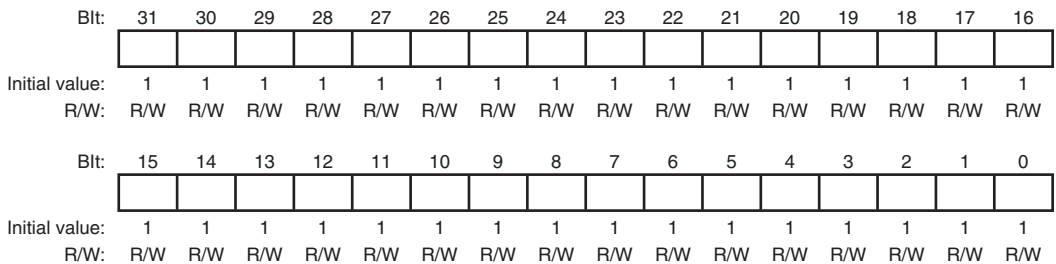 BIt: 31 30 29 28 27 26 25 24 23 22 21 20 19 18 17 16
Initial value: 1 1 1 1 1 1 1 1 1 1 1 1 1 1 1 1
R/W: R/W R/W R/W R/W R/W R/W R/W R/W R/W R/W R/W R/W R/W R/W R/W R/W
BIt: 15 14 13 12 11 10 9 8 7 6 5 4 3 2 1 0
Initial value: 1 1 1 1 1 1 1 1 1 1 1 1 1 1 1 1
R/W: R/W R/W R/W R/W R/W R/W R/W R/W R/W R/W R/W R/W R/W R/W R/W R/W